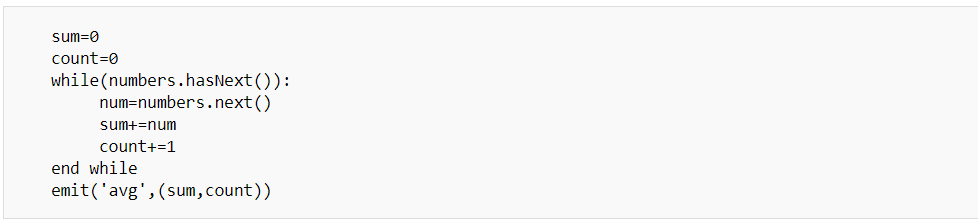 sum=0
count=0
while(numbers.hasNext()):
     num=numbers.next()
     sum+=num
     count+=1
end while
emit('avg',(sum,count))